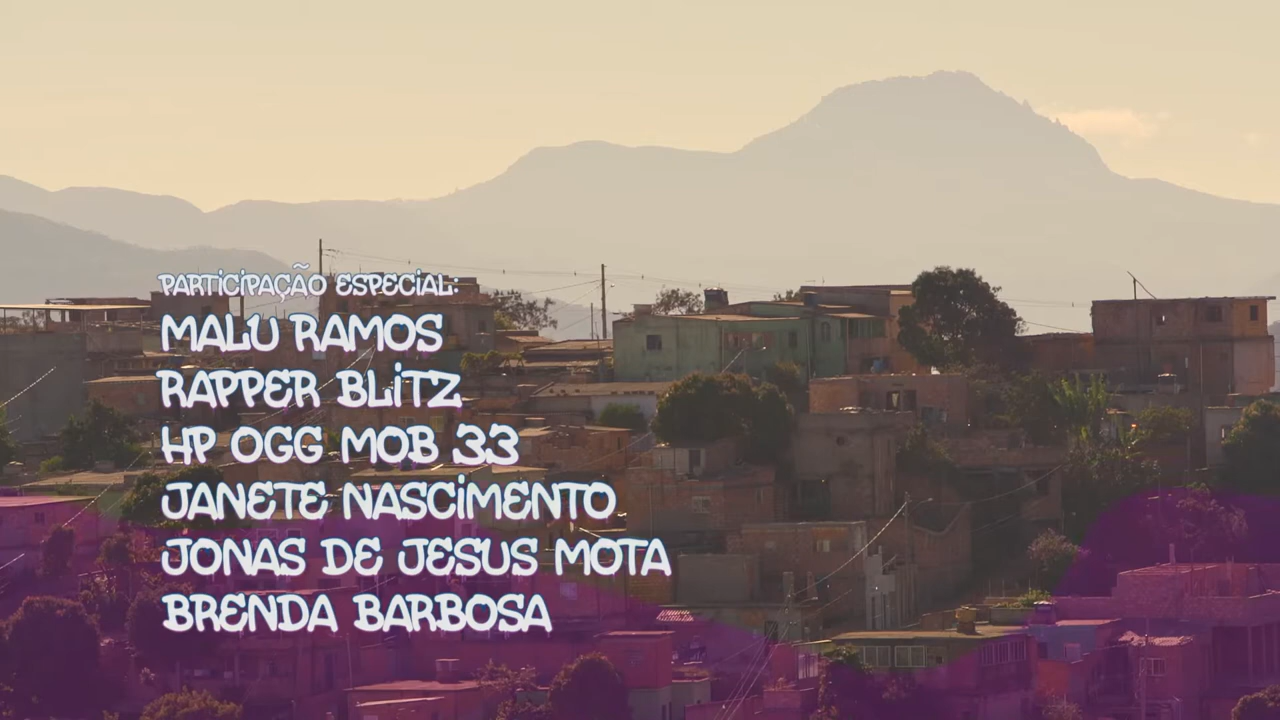 PARTICIPAÇÃO ESPECIAL:
MALU RAMOS
RAPPER BLITZ
HP OGG MOB 33
JANETE NASCIMENTO
JONAS DE JESUS MOTA
BRENDA BARBOSA